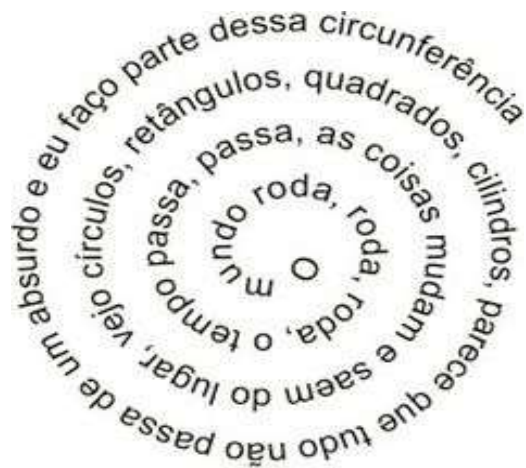 O mundo roda, roda, roda, o tempo passa, passa, as coisas mudam e saem do lugar, vejo círculos, retângulos, quadrados, cilindros, parece que tudo não passa de um absurdo e eu faço parte dessa circunferência